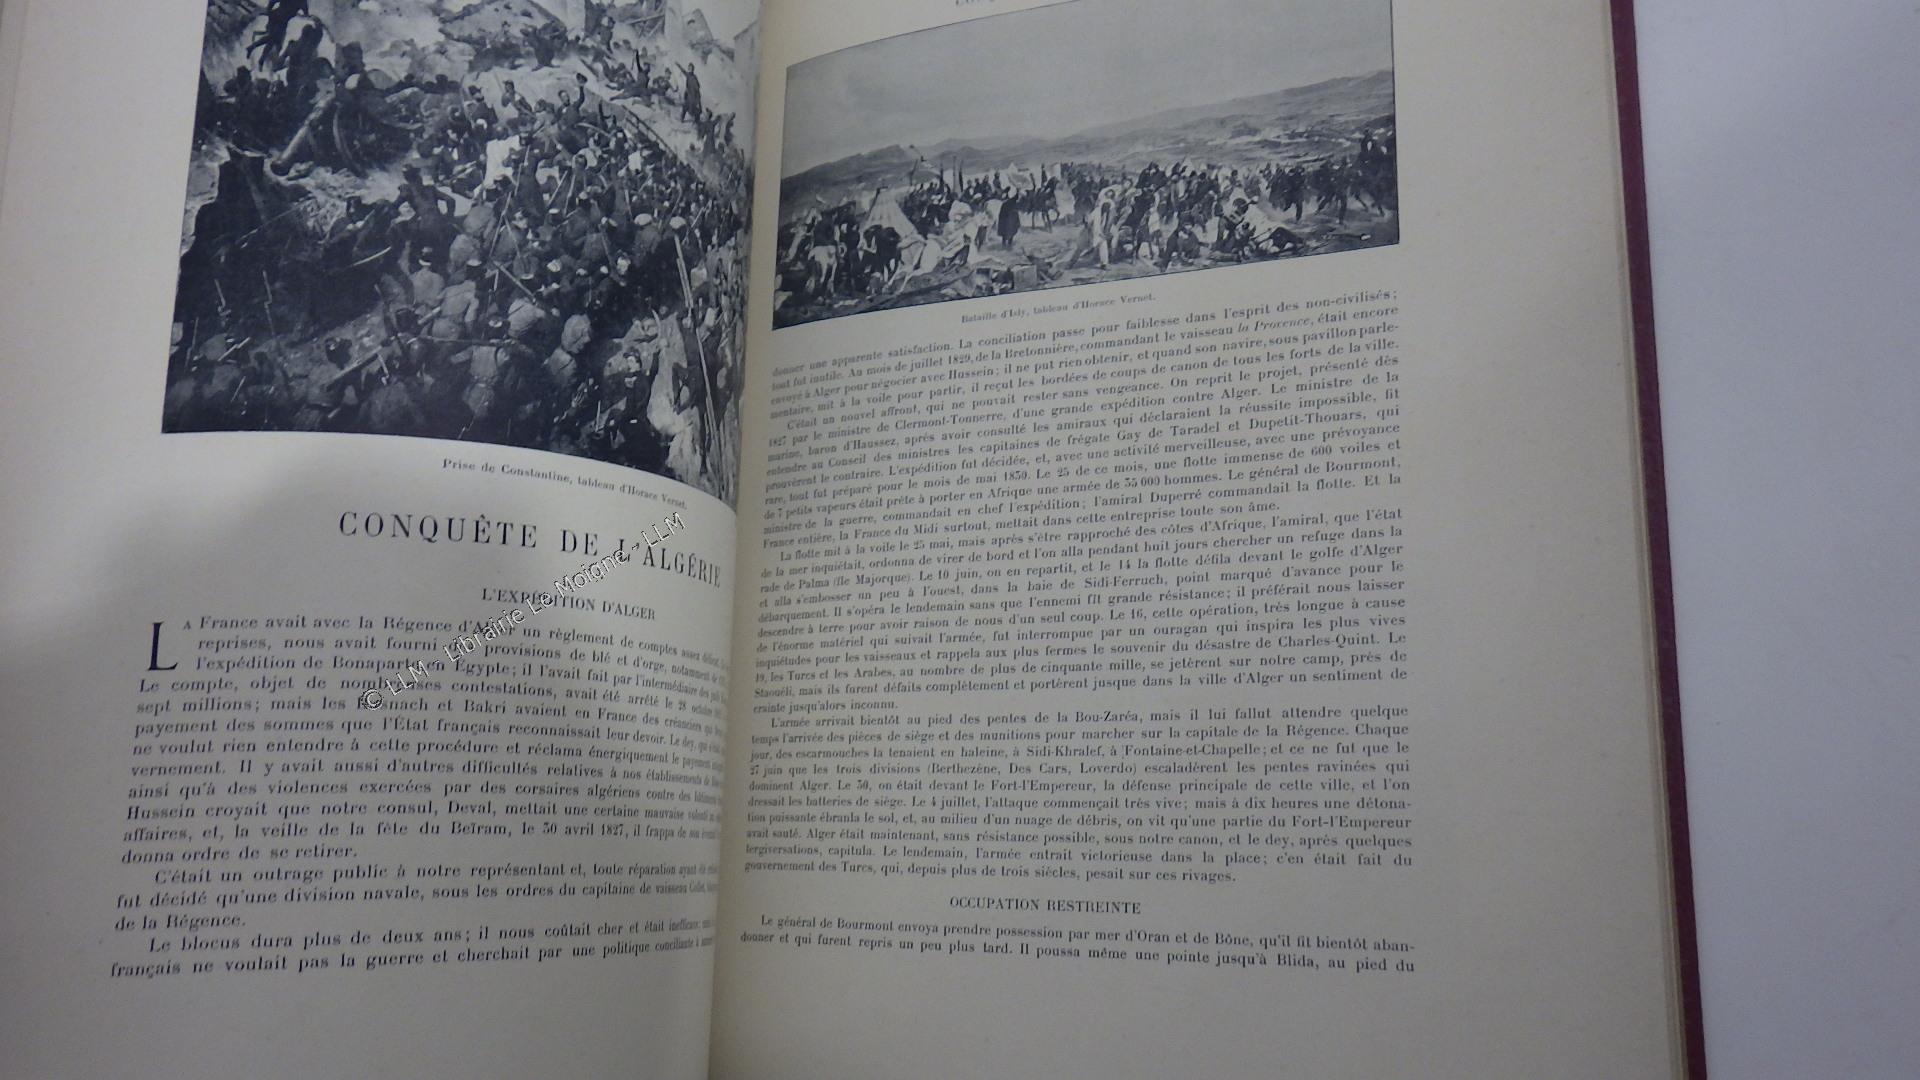 Prise de Constantine, tableau d'Horace Vernet.
CONQUÊTE DE L'ALGÉRIE
L'EXPÉDITION D'ALGER
LA France avait avec la Régence d'Alger un règlement de comptes assez
reprises, nous avait fourni des provisions de blé et d'orge, notamment
l'expédition de Bonaparte en Égypte; il l'avait fait par l'intermédiaire des juifs
Le compte, objet de nombreuses contestations, avait été arrêté le 28 octobre
sept millions; mais les Busnach et Bakri avaient en France des créanciers qui
payement des sommes que l'État français reconnaissait leur devoir. Le dey, qui
ne voulut rien entendre à cette procédure et réclama énergiquement le payement
vernement. Il y avait aussi d'autres difficultés relatives à nos établissements de
ainsi qu'à des violences exercées par des corsaires algériens contre des bâtiments
Hussein croyait que notre consul, Deval, mettait une certaine mauvaise volonté
affaires, et, la veille de la fête du Beïram, le 30 avril 1827, il frappa de son éventail
donna ordre de se retirer.
C'était un outrage public à notre représentant et, toute réparation ayant été
fut décidé qu'une division navale, sous les ordres du capitaine de vaisseau Collet,
de la Régence.
Le blocus dura plus de deux ans; il nous coûtait cher et était inefficace;
français ne voulait pas la guerre et cherchait par une politique conciliante à
Bataille d'Isly, tableau d'Horace Vernet.
donner une apparente satisfaction. La conciliation passe pour faiblesse dans l'esprit des non-civilisés;
tout fut inutile. Au mois de juillet 1829, de la Bretonnière, commandant le vaisseau la Provence, était encore
envoyé à Alger pour négocier avec Hussein; il ne put rien obtenir, et quand son navire, sous pavillon parle-
mentaire, mit à la voile pour partir, il reçut les bordées de coups de canon de tous les forts de la ville.
C'était un nouvel affront, qui ne pouvait rester sans vengeance. On reprit le projet, présenté dès
1827 par le ministre de Clermont-Tonnerre, d'une grande expédition contre Alger. Le ministre de la
marine, baron d'Haussez, après avoir consulté les amiraux qui déclaraient la réussite impossible, fit
entendre au Conseil des ministres les capitaines de frégate Gay de Taradel et Dupetit-Thouars, qui
prouvèrent le contraire. L'expédition fut décidée, et, avec une activité merveilleuse, avec une prévoyance
rare, tout fut préparé pour le mois de mai 1830. Le 25 de ce mois, une flotte immense de 600 voiles et
de 7 petits vapeurs était prête à porter en Afrique une armée de 35 000 hommes. Le général de Bourmont,
ministre de la guerre, commandait en chef l'expédition; l'amiral Duperré commandait la flotte. Et la
France entière, la France du Midi surtout, mettait dans cette entreprise toute son âme.
La flotte mit à la voile le 25 mai, mais après s'être rapproché des côtes d'Afrique, l'amiral, que l'état
de la mer inquiétait, ordonna de virer de bord et l'on alla pendant huit jours chercher un refuge dans la
rade de Palma (île Majorque). Le 10 juin, on en repartit, et le 14 la flotte défila devant le golfe d'Alger
et alla s'embosser un peu à l'ouest, dans la baie de Sidi-Ferruch, point marqué d'avance pour le
débarquement. Il s'opéra le lendemain sans que l'ennemi fît grande résistance; il préférait nous laisser
descendre à terre pour avoir raison de nous d'un seul coup. Le 16, cette opération, très longue à cause
de l'énorme matériel qui suivait l'armée, fut interrompue par un ouragan qui inspira les plus vives
inquiétudes pour les vaisseaux et rappela aux plus fermes le souvenir du désastre de Charles-Quint. Le
19, les Turcs et les Arabes, au nombre de plus de cinquante mille, se jetèrent sur notre camp, près de
Staouëli, mais ils furent défaits complètement et portèrent jusque dans la ville d'Alger un sentiment de
crainte jusqu'alors inconnu.
L'armée arrivait bientôt au pied des pentes de la Bou-Zaréa, mais il lui fallut attendre quelque
temps l'arrivée des pièces de siège et des munitions pour marcher sur la capitale de la Régence. Chaque
jour, des escarmouches la tenaient en haleine, à Sidi-Khralef, à Fontaine-et-Chapelle; et ce ne fut que le
27 juin que les trois divisions (Berthezène, Des Cars, Loverdo) escaladèrent les pentes ravinées qui
dominent Alger. Le 30, on était devant le Fort-l'Empereur, la défense principale de cette ville, et l'on
dressait les batteries de siège. Le 4 juillet, l'attaque commençait très vive; mais à dix heures une détona-
tion puissante ébranla le sol, et, au milieu d'un nuage de débris, on vit qu'une partie du Fort-l'Empereur
avait sauté. Alger était maintenant, sans résistance possible, sous notre canon, et le dey, après quelques
tergiversations, capitula. Le lendemain, l'armée entrait victorieuse dans la place; c'en était fait du
gouvernement des Turcs, qui, depuis plus de trois siècles, pesait sur ces rivages.
OCCUPATION RESTREINTE
Le général de Bourmont envoya prendre possession par mer d'Oran et de Bône, qu'il fit bientôt aban-
donner et qui furent repris un peu plus tard. Il poussa même une pointe jusqu'à Blida, au pied du
© LLM - Librairie Le Moigne - LLM